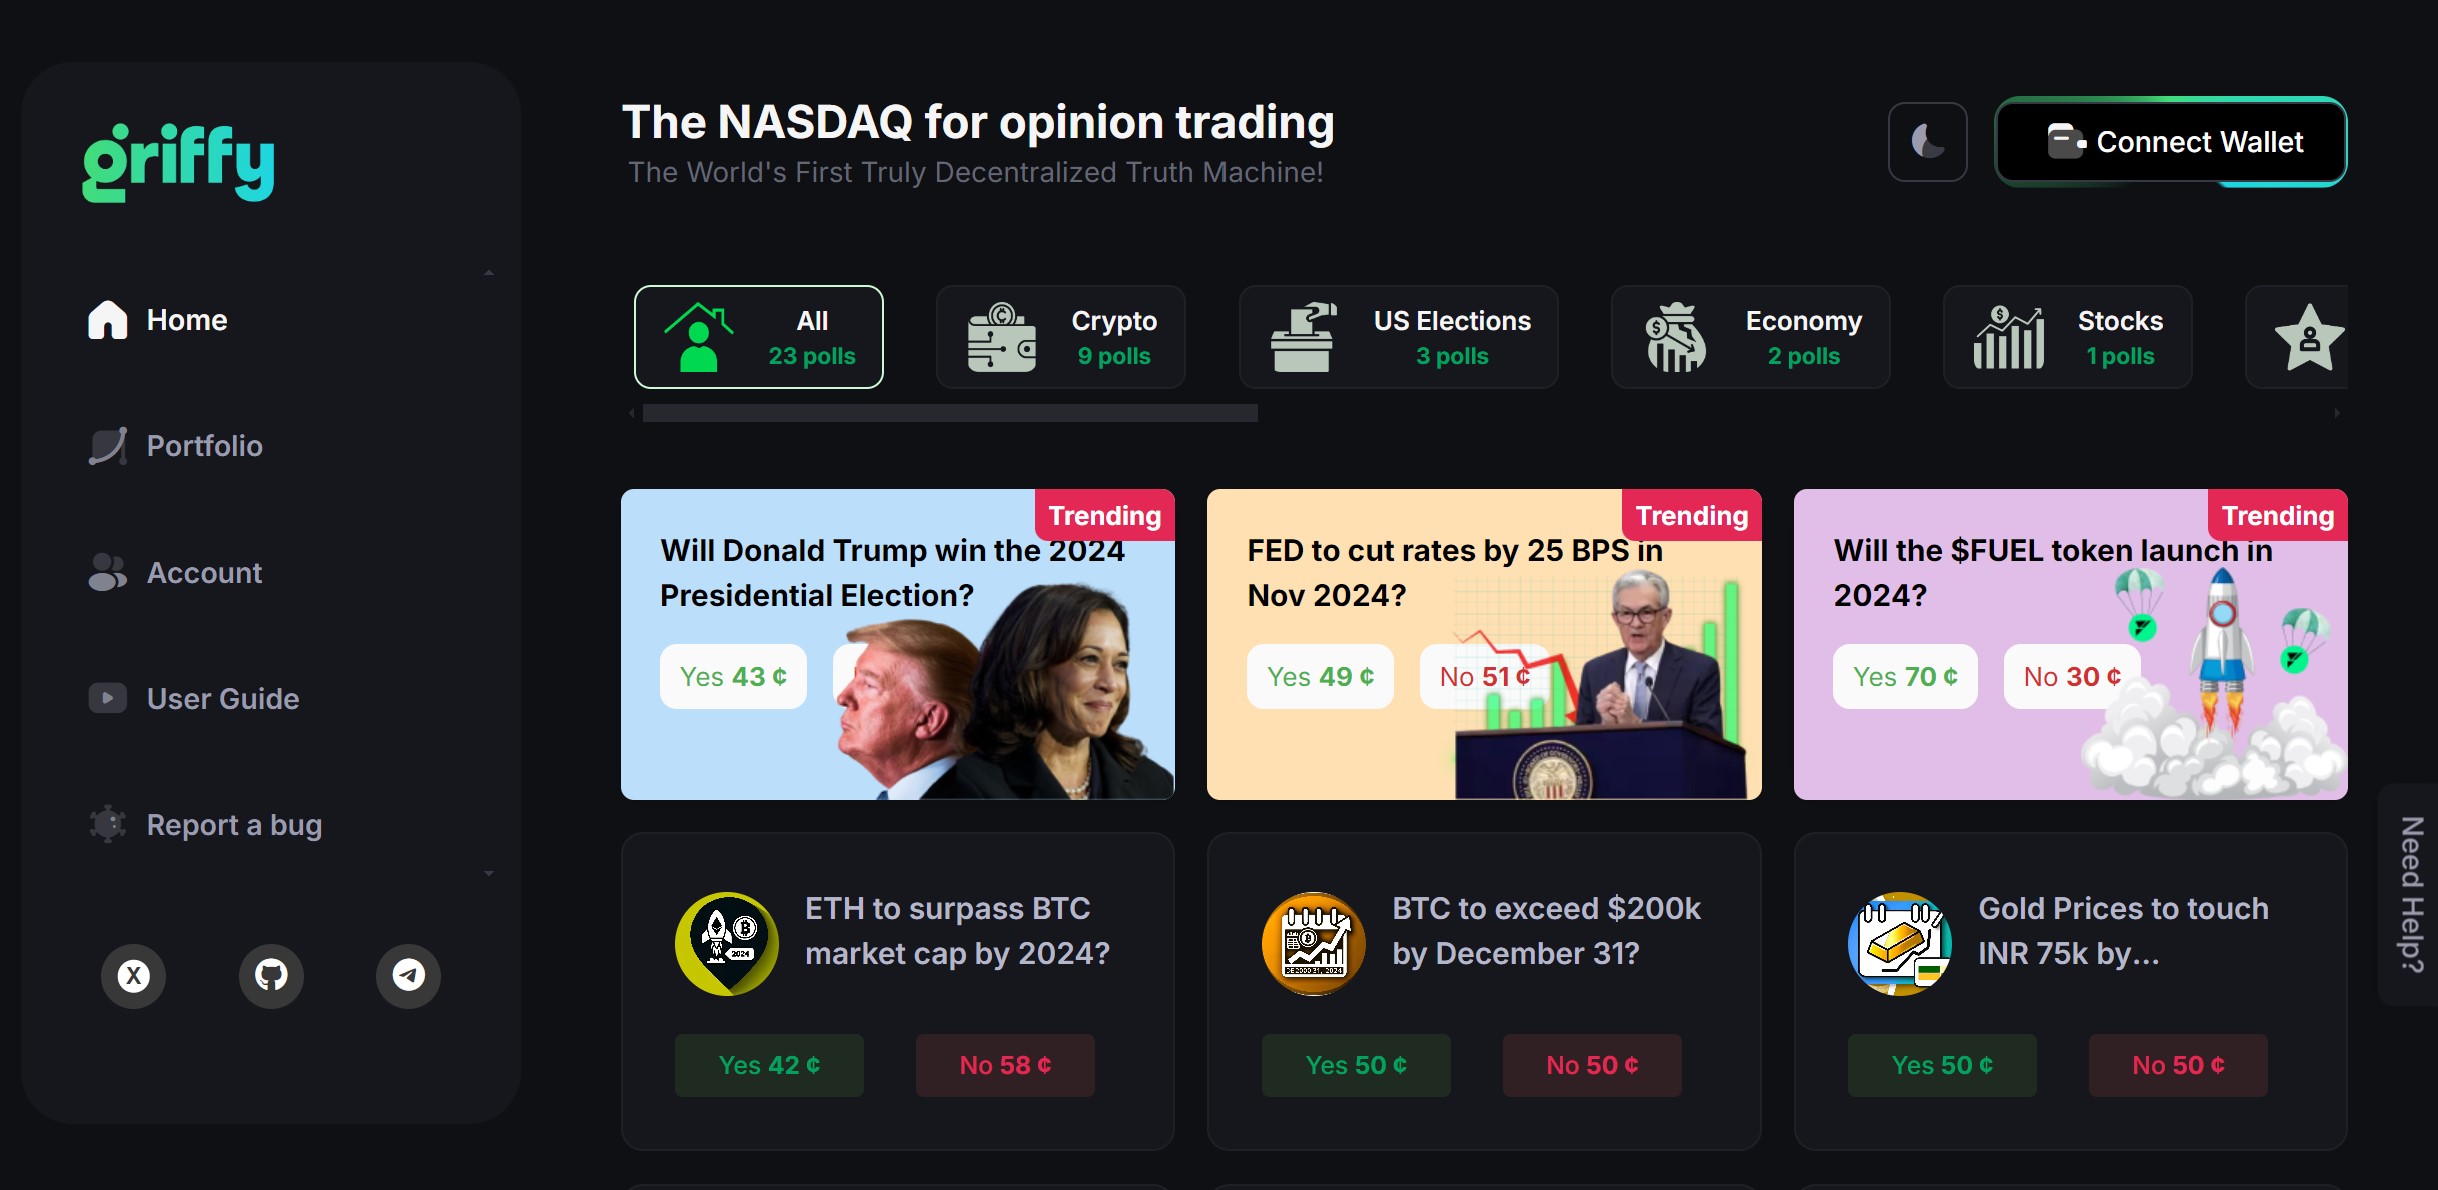 griffy
Home
Portfolio
Account
User Guide
Report a bug
X
The NASDAQ for opinion trading
The World's First Truly Decentralized Truth Machine!
Connect Wallet
All
23 polls
Crypto
9 polls
US Elections
3 polls
Economy
2 polls
Stocks
1 polls
Trending
Will Donald Trump win the 2024
Presidential Election?
Yes 43 ¢
Trending
FED to cut rates by 25 BPS in
Nov 2024?
Yes 49 ¢
No 51 ¢
Trending
Will the $FUEL token launch in
2024?
Yes 70 ¢
No 30 ¢
ETH to surpass BTC
market cap by 2024?
2024
Yes 42 ¢
No 58 ¢
BTC to exceed $200k
by December 31?
Yes 50 ¢
No 50 ¢
Gold Prices to touch
INR 75k by...
Yes 50 ¢
No 50 ¢
Need Help?